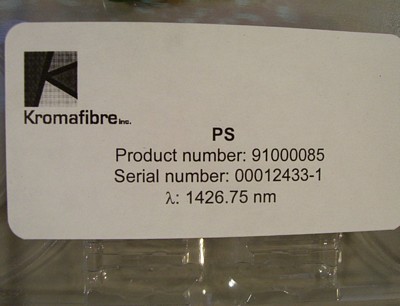 Kromafibre Inc.
PS
Product number: 91000085
Serial number: 00012433-1
λ: 1426.75 nm